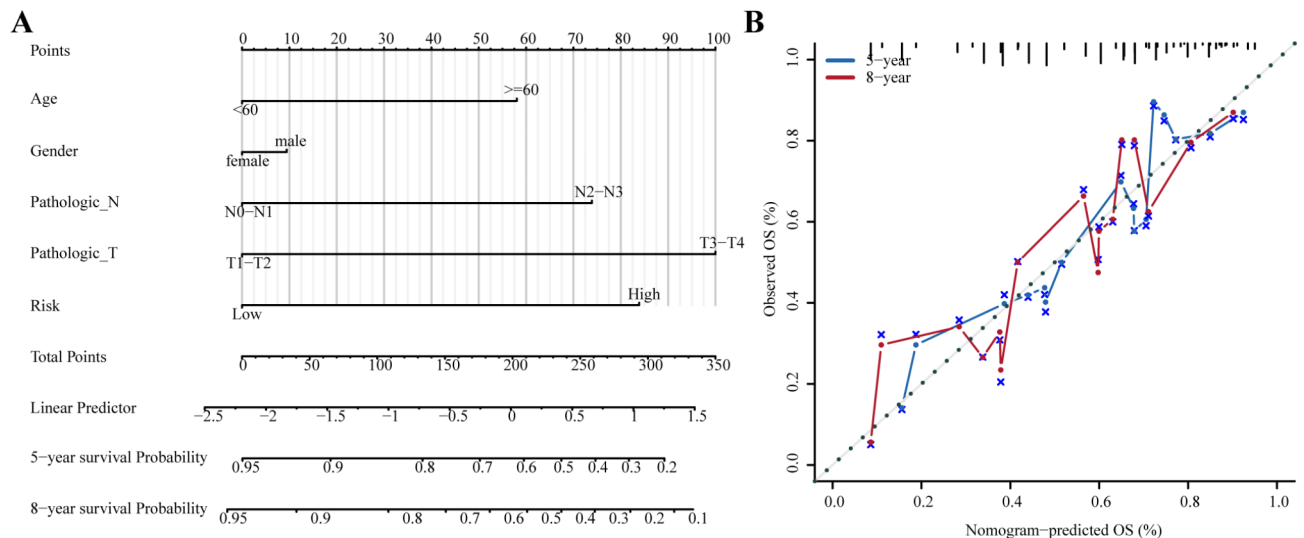 A
Points
0 10 20 30 40 50 60 70 80 90 100
Age
<60
>=60
Gender
female
male
Pathologic_N
N0−N1
N2−N3
Pathologic_T
T1−T2
T3−T4
Risk
Low
High
Total Points
0 50 100 150 200 250 300 350
Linear Predictor
−2.5 −2 −1.5 −1 −0.5 0 0.5 1 1.5
5−year survival Probability
0.95 0.9 0.8 0.7 0.6 0.5 0.4 0.3 0.2
8−year survival Probability
0.95 0.9 0.8 0.7 0.6 0.5 0.4 0.3 0.2 0.1
B
5−year
8−year
Observed OS (%)
1.0
0.8
0.6
0.4
0.2
0.0
0.0 0.2 0.4 0.6 0.8 1.0
Nomogram−predicted OS (%)